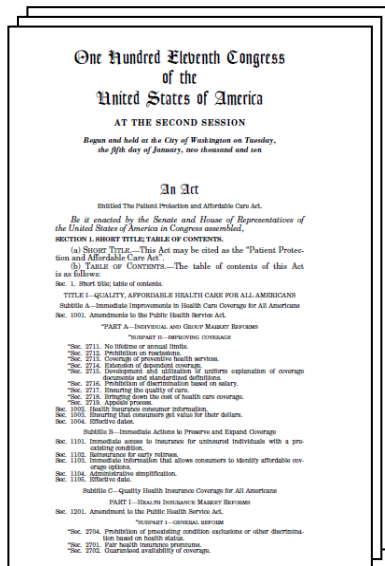 One Hundred Eleventh Congress
of the
United States of America
AT THE SECOND SESSION
Begun and held at the City of Washington on Tuesday,
the fifth day of January, two thousand and ten
An Act
Entitled The Patient Protection and Affordable Care Act.
Be it enacted by the Senate and House of Representatives of
the United States of America in Congress assembled,
SECTION 1. SHORT TITLE; TABLE OF CONTENTS.
(a) SHORT TITLE.—This Act may be cited as the "Patient Protec-
tion and Affordable Care Act".
(b) TABLE OF CONTENTS.—The table of contents of this Act
is as follows:
Sec. 1. Short title; table of contents.
TITLE I—QUALITY, AFFORDABLE HEALTH CARE FOR ALL AMERICANS
Subtitle A—Immediate Improvements in Health Care Coverage for All Americans
Sec. 1001. Amendments to the Public Health Service Act.
"PART A—INDIVIDUAL AND GROUP MARKET REFORMS
"SUBPART II—IMPROVING COVERAGE
"Sec. 2711. No lifetime or annual limits.
"Sec. 2712. Prohibition on rescissions.
"Sec. 2713. Coverage of preventive health services.
"Sec. 2714. Extension of dependent coverage.
"Sec. 2715. Development and utilization of uniform explanation of coverage
documents and standardized definitions.
"Sec. 2716. Prohibition of discrimination based on salary.
"Sec. 2717. Ensuring the quality of care.
"Sec. 2718. Bringing down the cost of health care coverage.
"Sec. 2719. Appeals process.
Sec. 1002. Health insurance consumer information.
Sec. 1003. Ensuring that consumers get value for their dollars.
Sec. 1004. Effective dates.
Subtitle B—Immediate Actions to Preserve and Expand Coverage
Sec. 1101. Immediate access to insurance for uninsured individuals with a pre-
existing condition.
Sec. 1102. Reinsurance for early retirees.
Sec. 1103. Immediate information that allows consumers to identify affordable cov-
erage options.
Sec. 1104. Administrative simplification.
Sec. 1105. Effective date.
Subtitle C—Quality Health Insurance Coverage for All Americans
PART I—HEALTH INSURANCE MARKET REFORMS
Sec. 1201. Amendment to the Public Health Service Act.
"SUBPART I—GENERAL REFORM
"Sec. 2704. Prohibition of preexisting condition exclusions or other discrimina-
tion based on health status.
"Sec. 2701. Fair health insurance premiums.
"Sec. 2702. Guaranteed availability of coverage.